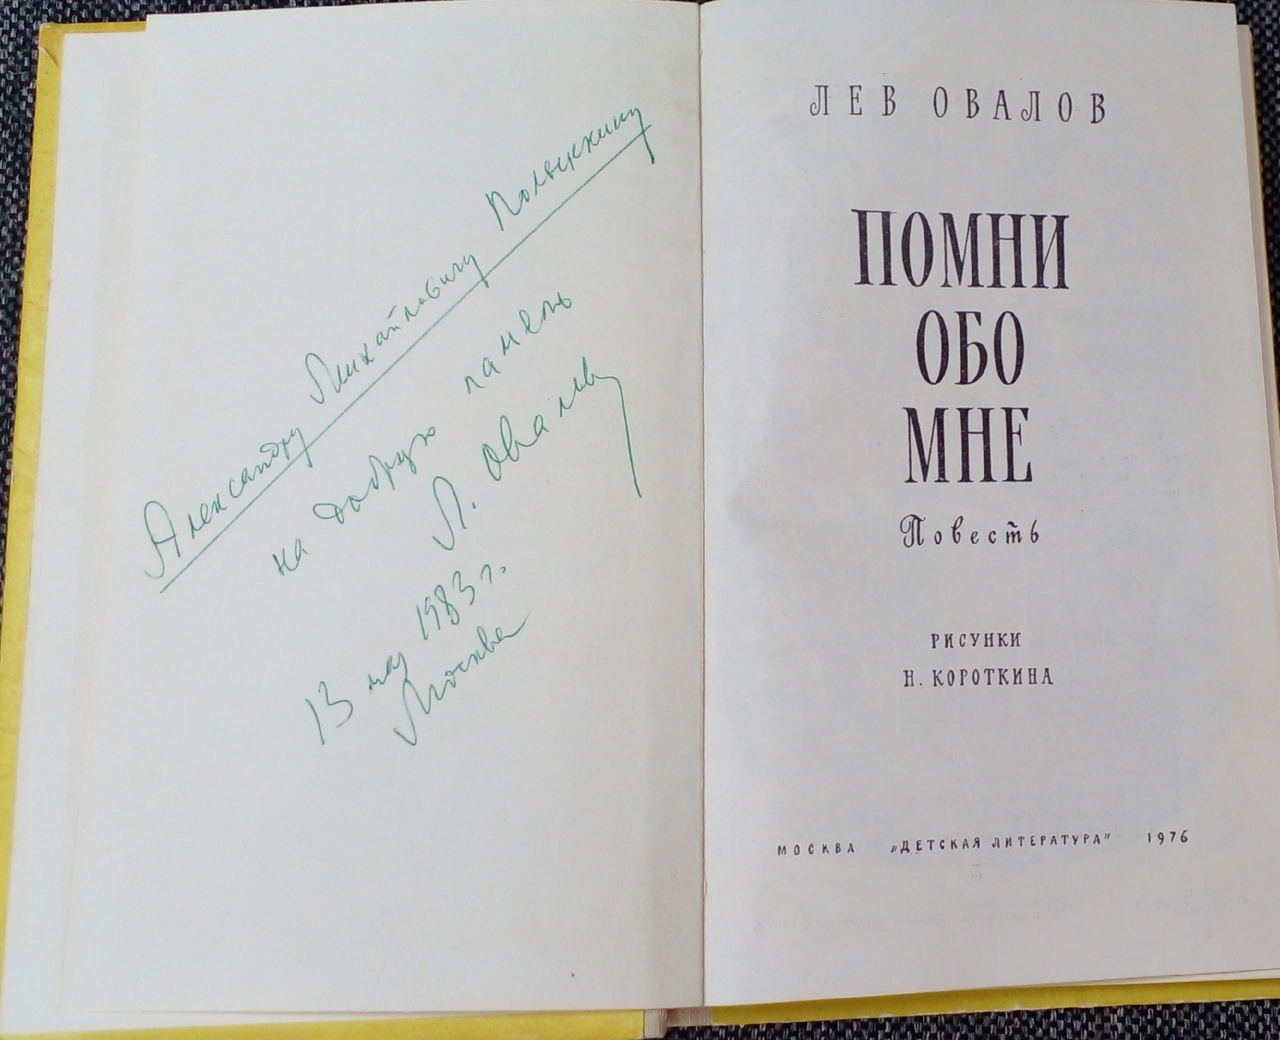 Александру Михайловичу
на добрую память
Л. Овалов
13 мая 1983 г.
Москва
ЛЕВ ОВАЛОВ
ПОМНИ
ОБО
МНЕ
Повесть
РИСУНКИ
Н. КОРОТКИНА
МОСКВА „ДЕТСКАЯ ЛИТЕРАТУРА" 1976